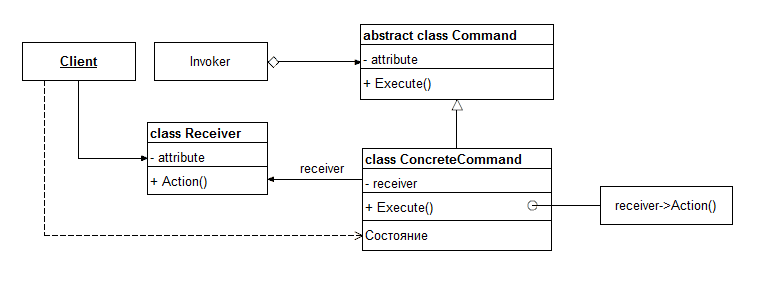 Client
Invoker
abstract class Command
- attribute
+ Execute()
class Receiver
- attribute
+ Action()
receiver
class ConcreteCommand
- receiver
+ Execute()
Состояние
receiver->Action()